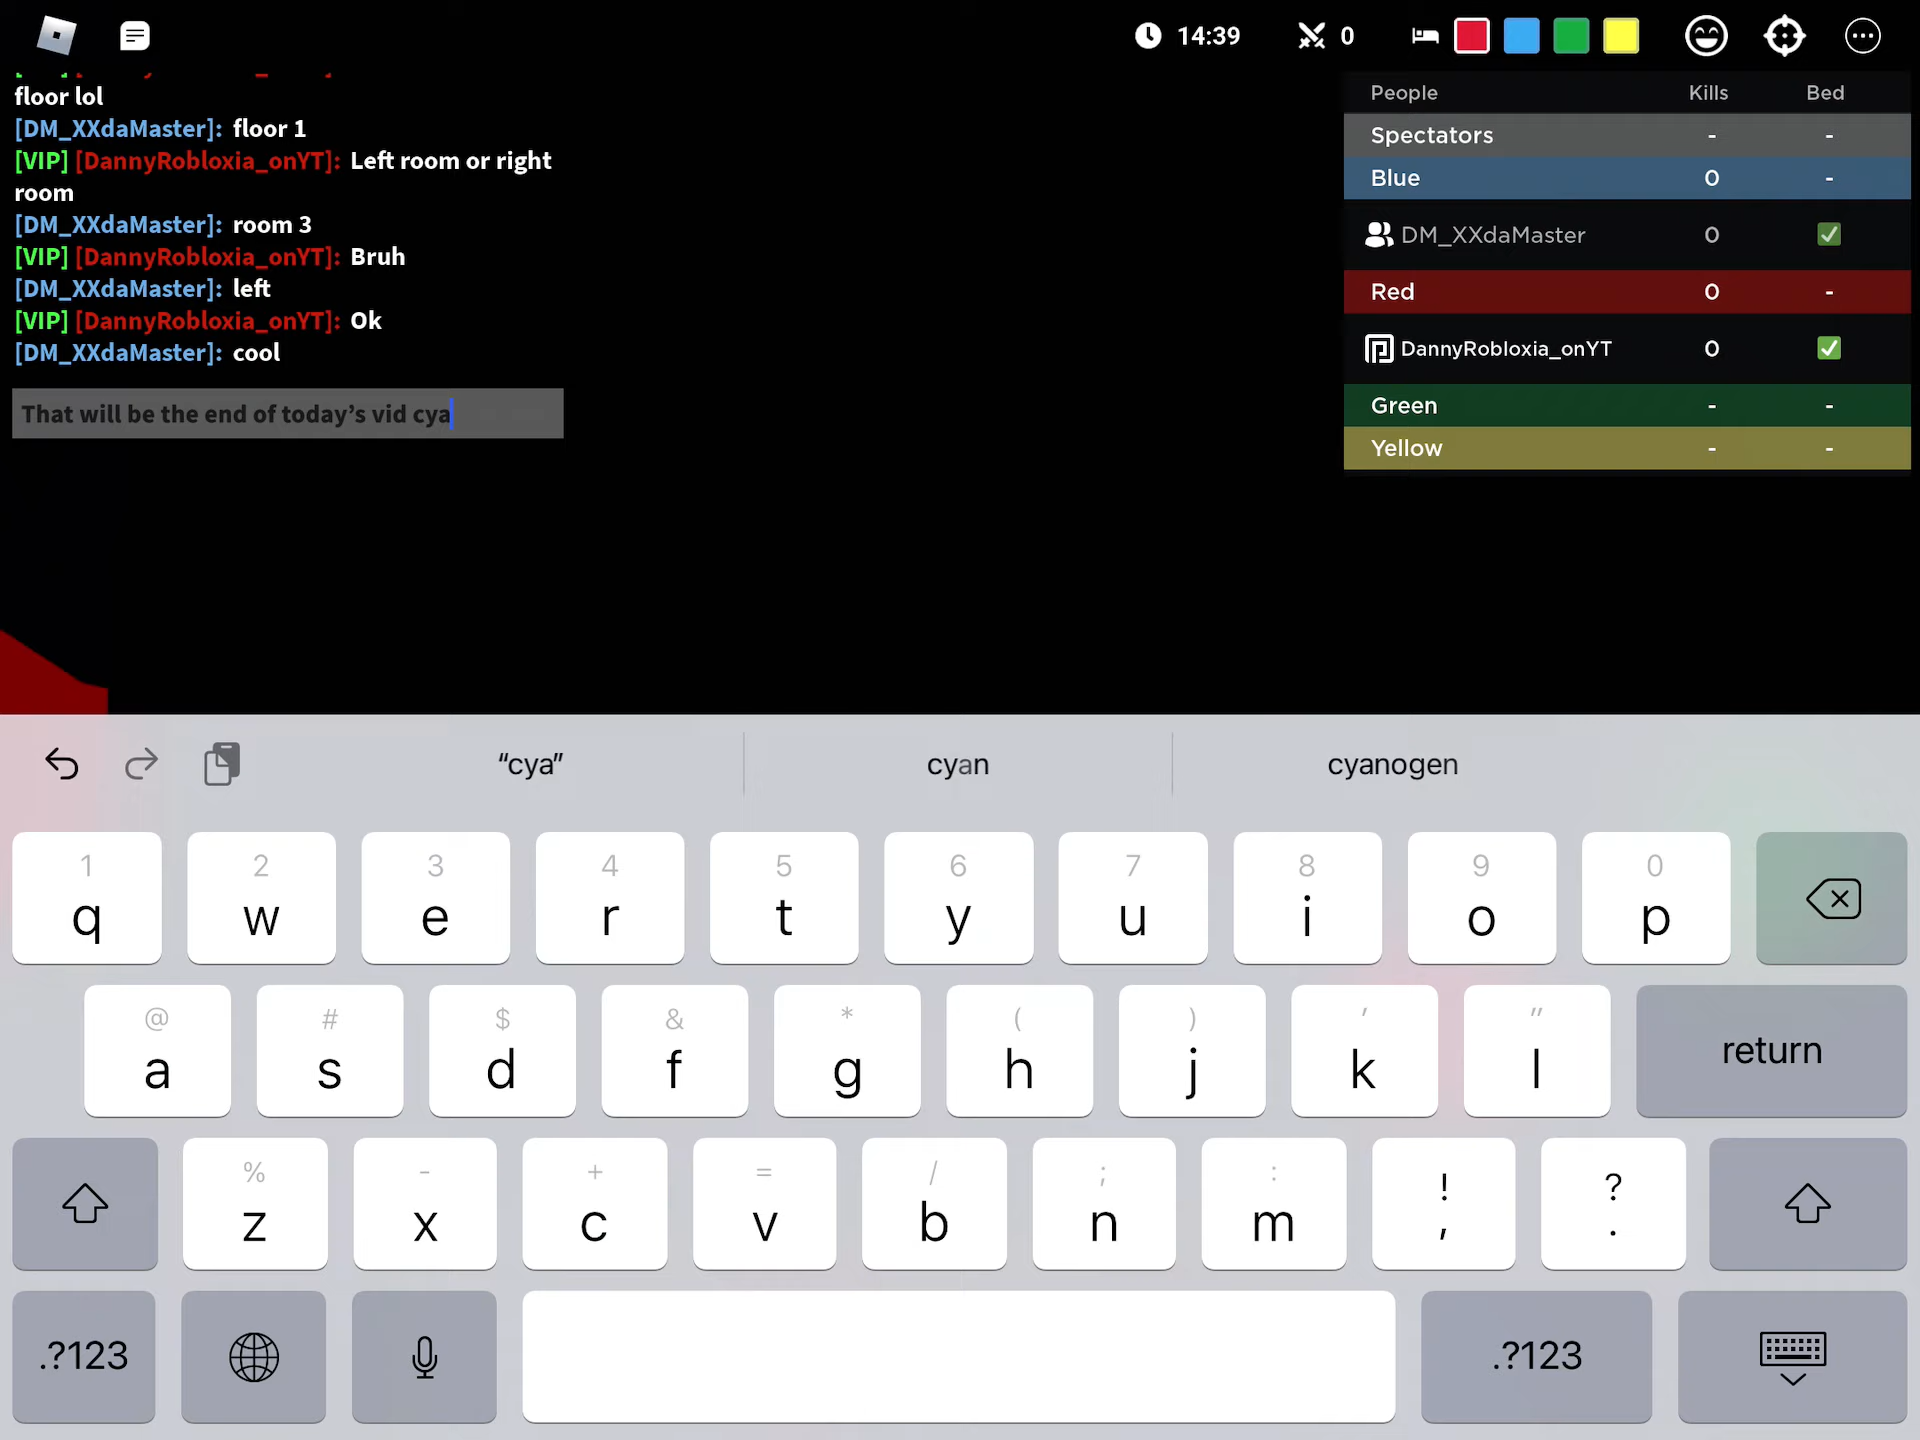 14:39
0
floor lol
[DM_XXdaMaster]: floor 1
[VIP] [DannyRobloxia_onYT]: Left room or right
room
[DM_XXdaMaster]: room 3
[VIP] [DannyRobloxia_onYT]: Bruh
[DM_XXdaMaster]: left
[VIP] [DannyRobloxia_onYT]: Ok
[DM_XXdaMaster]: cool
That will be the end of today’s vid cya
People Kills Bed
Spectators - -
Blue 0 -
DM_XXdaMaster 0
Red 0 -
DannyRobloxia_onYT 0
Green - -
Yellow - -
“cya” cyan cyanogen
1 2 3 4 5 6 7 8 9 0
q w e r t y u i o p
@ # $ & * ( ) ' "
a s d f g h j k l return
% - + = / ; : ! ?
z x c v b n m , .
.?123 .?123